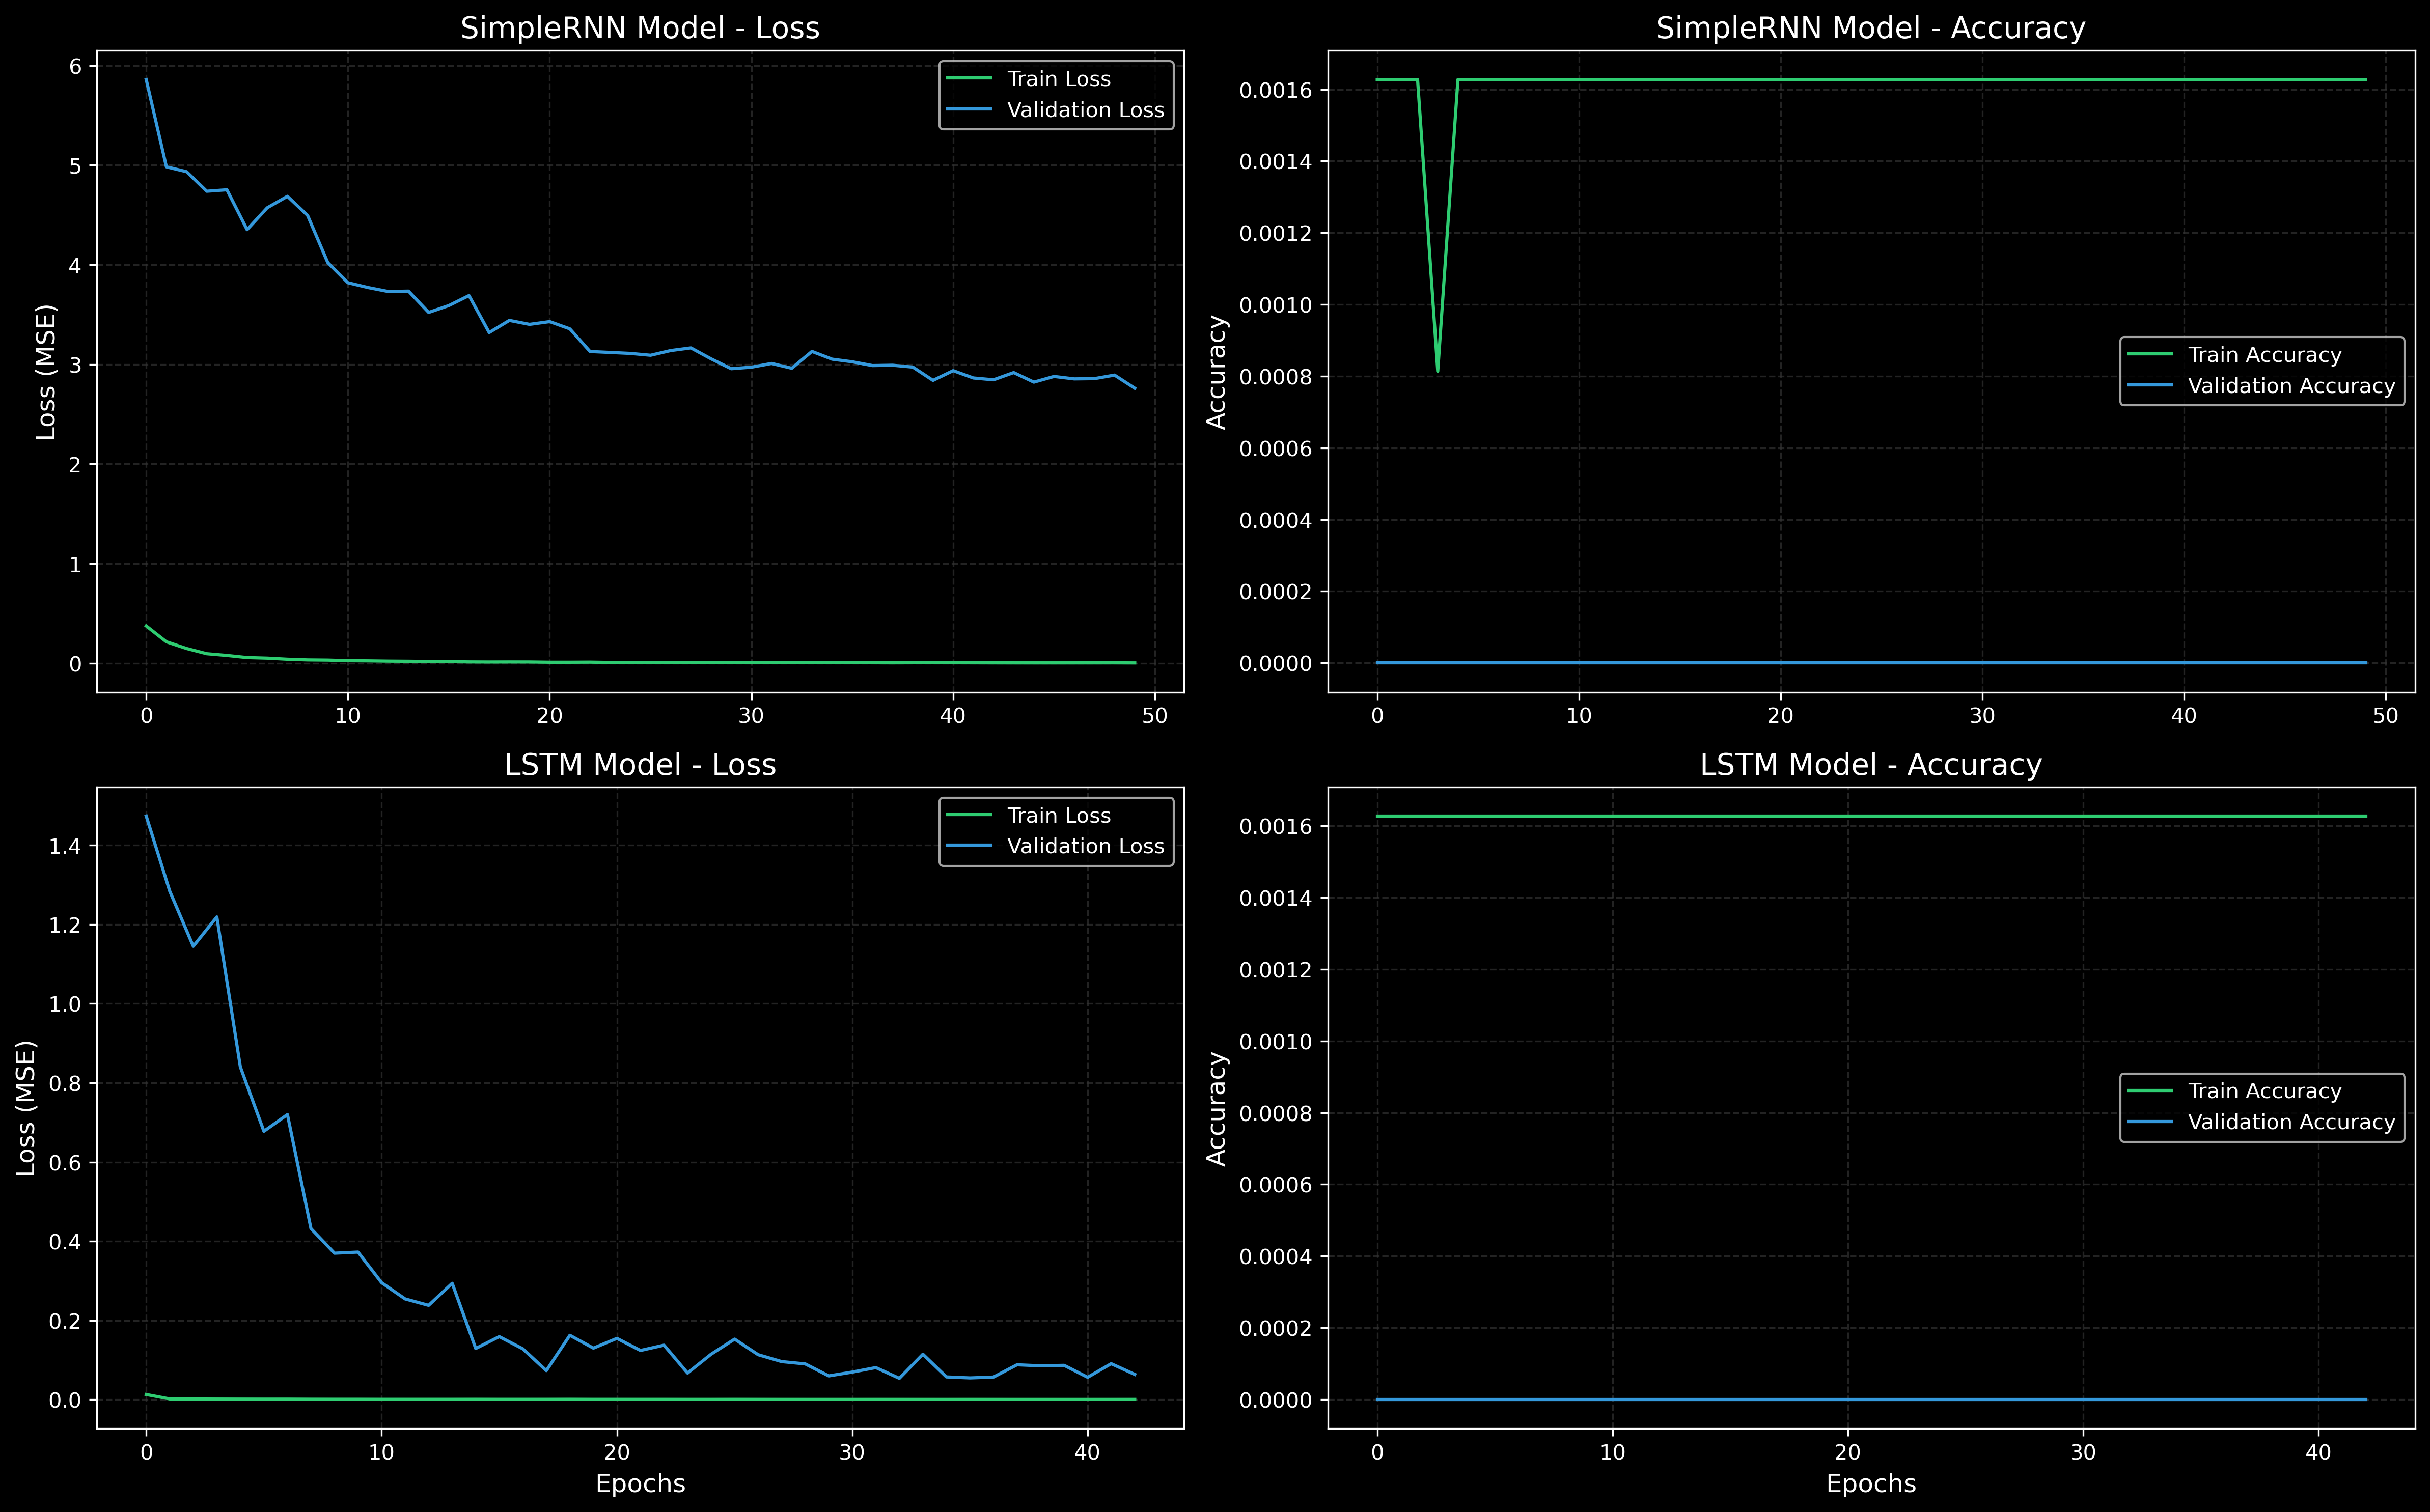 SimpleRNN Model - Loss
6
5
4
3
2
1
0
Loss (MSE)
0 10 20 30 40 50
Train Loss
Validation Loss
SimpleRNN Model - Accuracy
0.0016
0.0014
0.0012
0.0010
0.0008
0.0006
0.0004
0.0002
0.0000
Accuracy
0 10 20 30 40 50
Train Accuracy
Validation Accuracy
LSTM Model - Loss
1.4
1.2
1.0
0.8
0.6
0.4
0.2
0.0
Loss (MSE)
0 10 20 30 40
Epochs
Train Loss
Validation Loss
LSTM Model - Accuracy
0.0016
0.0014
0.0012
0.0010
0.0008
0.0006
0.0004
0.0002
0.0000
Accuracy
0 10 20 30 40
Epochs
Train Accuracy
Validation Accuracy